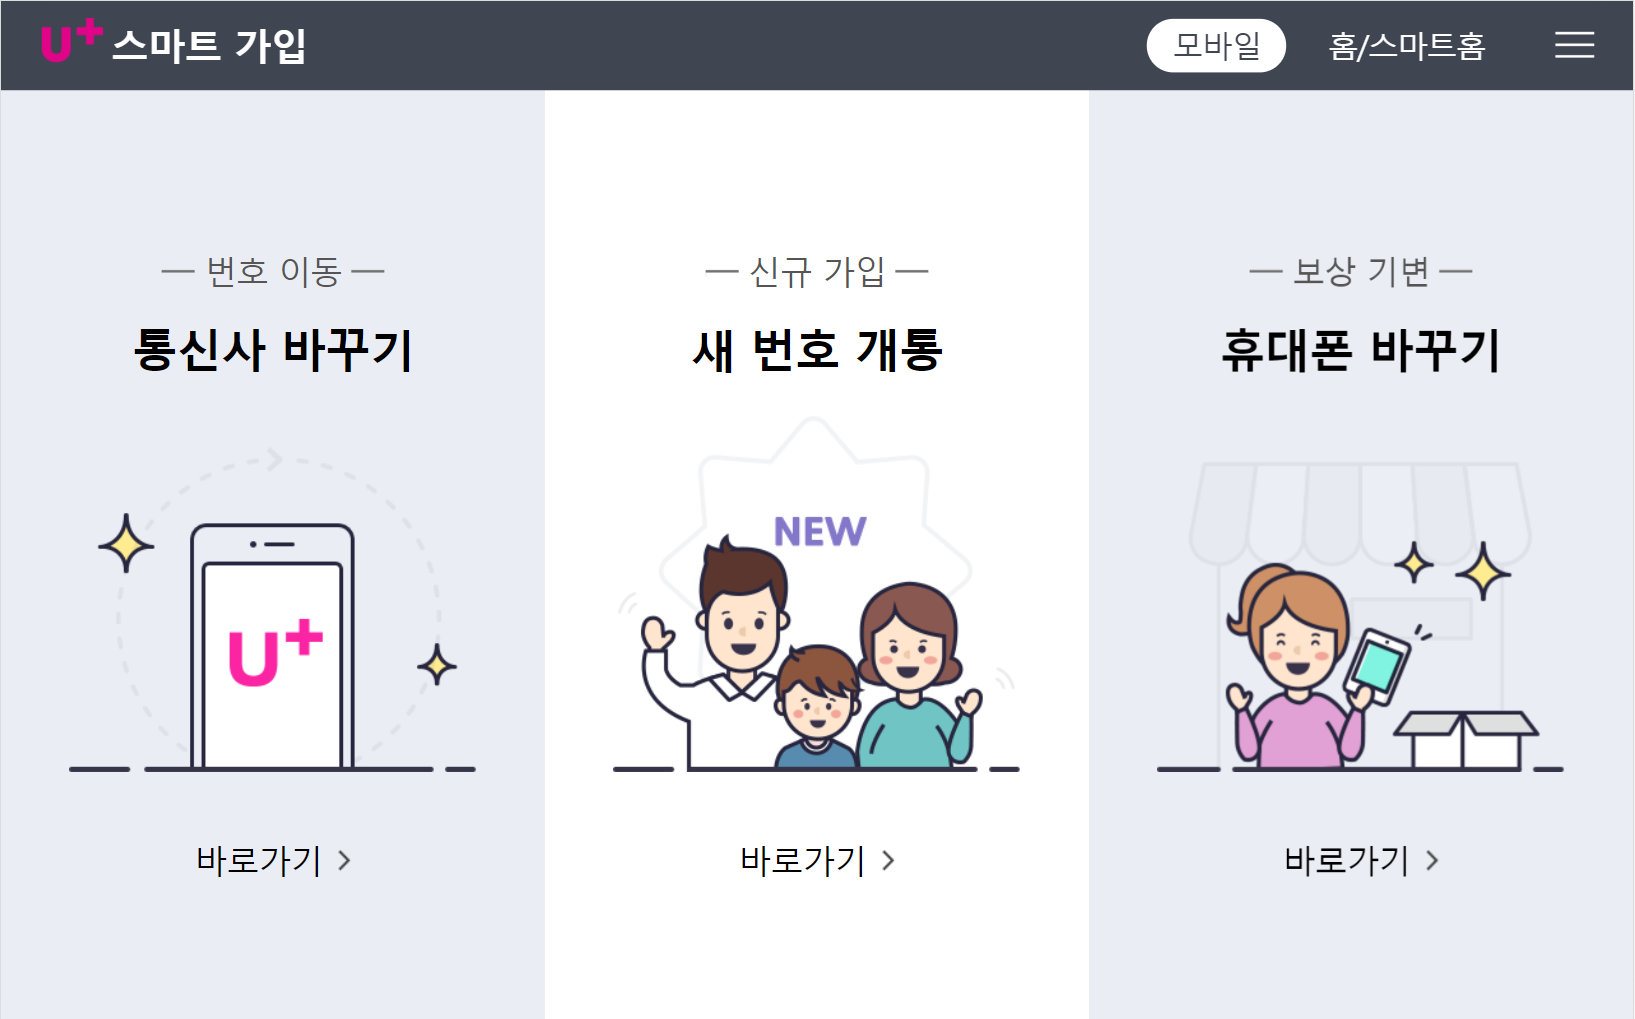 U+ 스마트 가입
모바일
홈/스마트홈
번호 이동
통신사 바꾸기
U+
바로가기
신규 가입
새 번호 개통
NEW
바로가기
보상 기변
휴대폰 바꾸기
바로가기